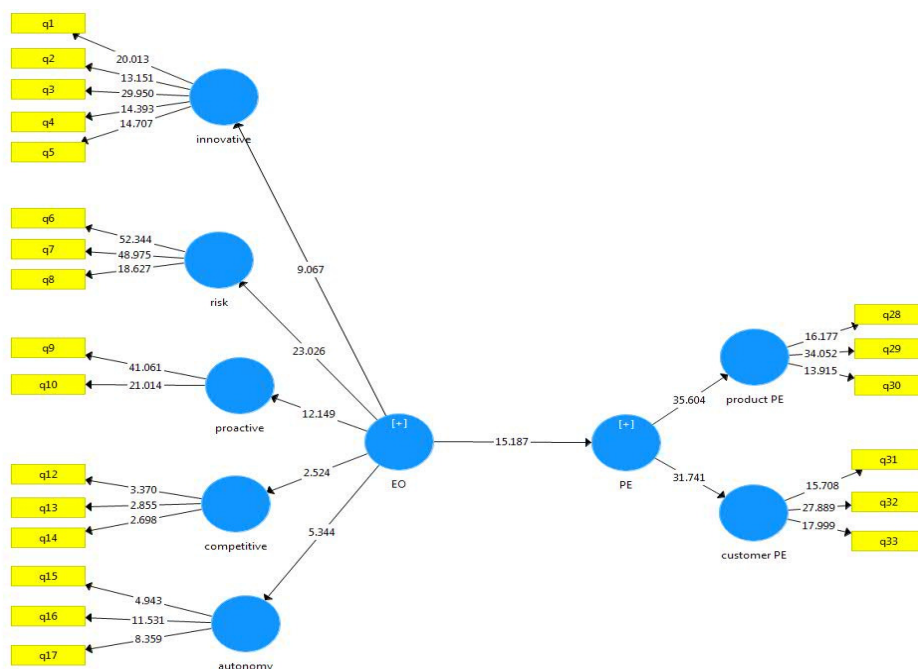 q1
q2
q3
q4
q5
20.013
13.151
29.950
14.393
14.707
innovative
q6
q7
q8
52.344
48.975
18.627
risk
q9
q10
41.061
21.014
proactive
q12
q13
q14
3.370
2.855
2.698
competitive
q15
q16
q17
4.943
11.531
8.359
autonomy
9.067
23.026
12.149
2.524
5.344
[+]
EO
15.187
[+]
PE
35.604
31.741
product PE
16.177
34.052
13.915
q28
q29
q30
customer PE
15.708
27.889
17.999
q31
q32
q33